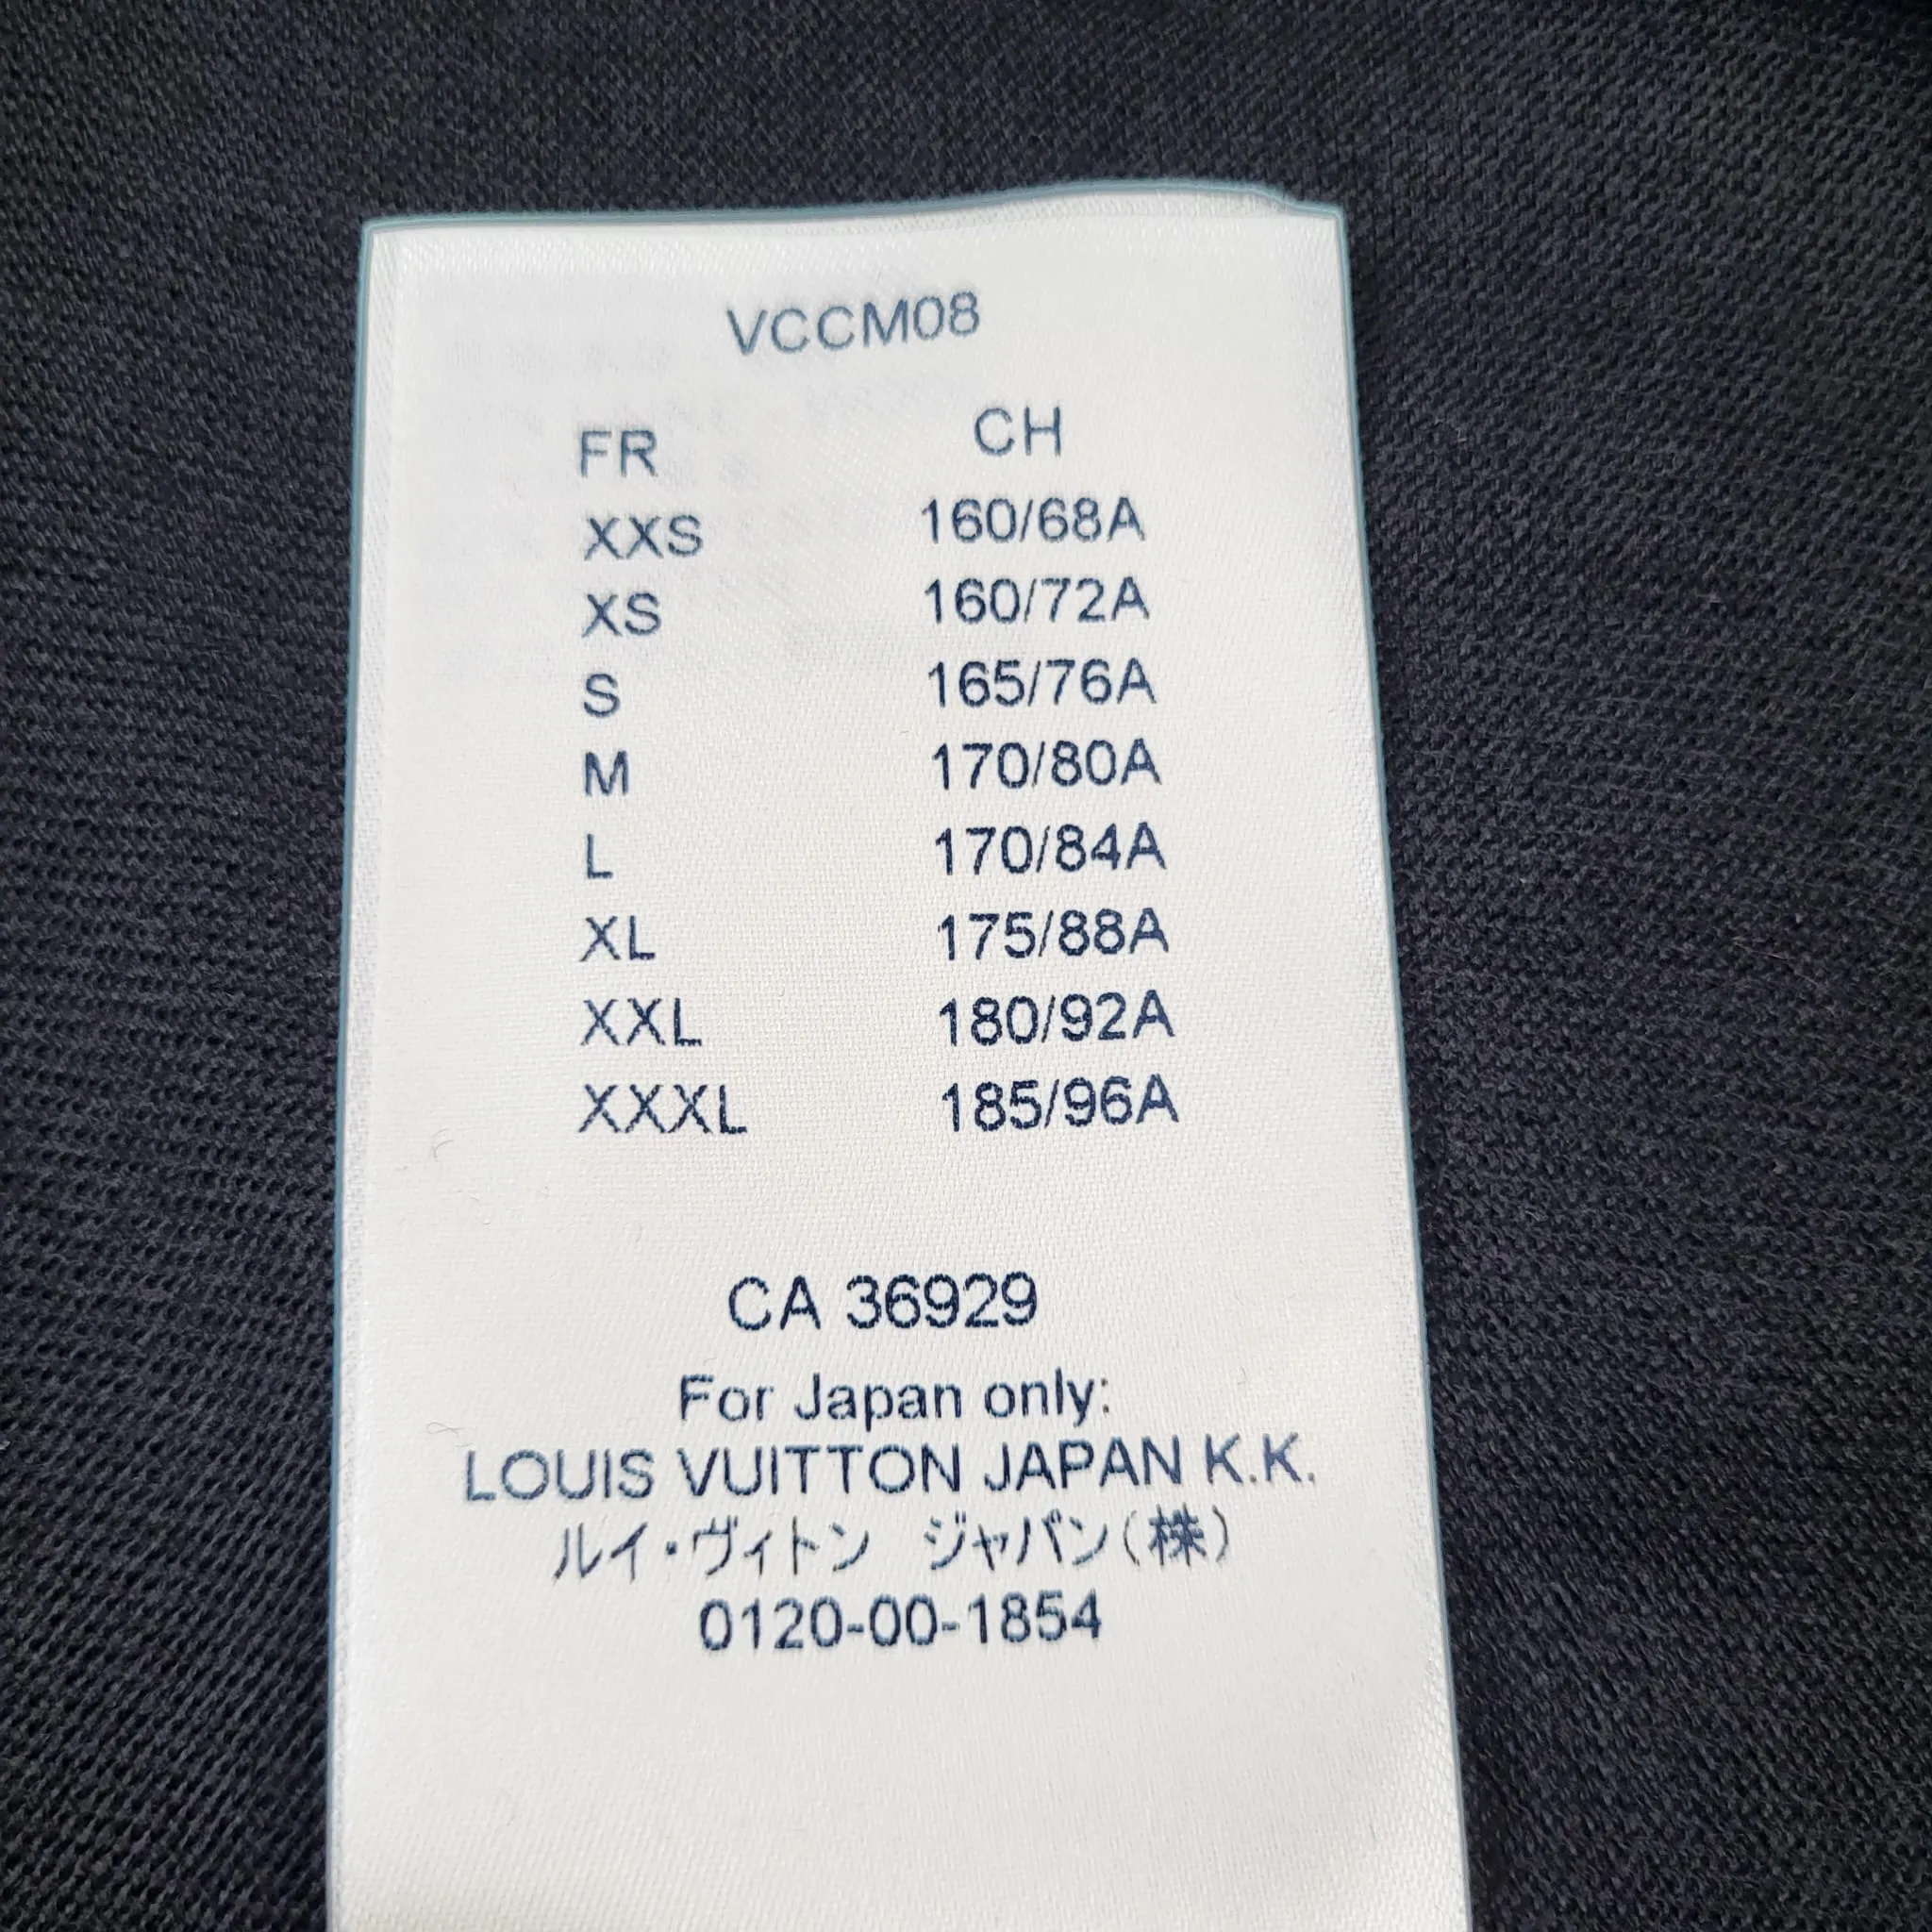 VCCM08
FR CH
XXS 160/68A
XS 160/72A
S 165/76A
M 170/80A
L 170/84A
XL 175/88A
XXL 180/92A
XXXL 185/96A
CA 36929
For Japan only:
LOUIS VUITTON JAPAN K.K.
ルイ・ヴィトン ジャパン(株)
0120-00-1854